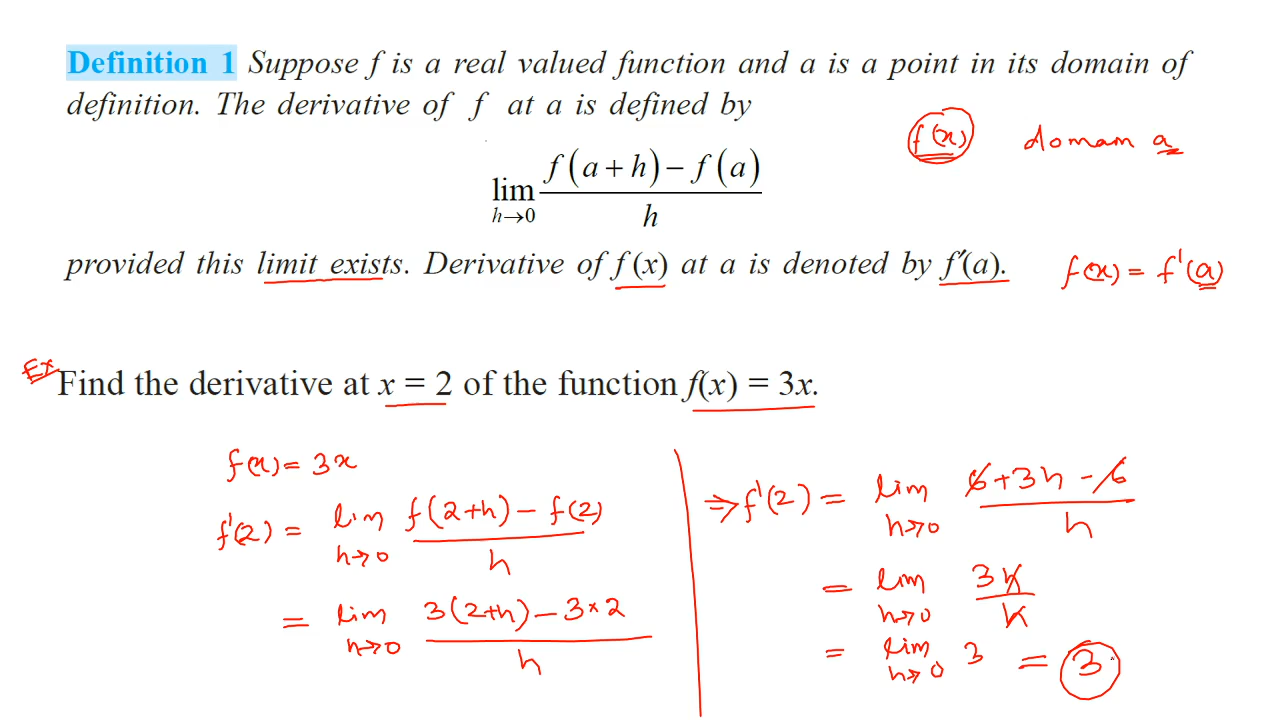 Definition 1 Suppose f is a real valued function and a is a point in its domain of
definition. The derivative of f at a is defined by
f(x) domain a
lim h→0 f(a+h)−f(a) / h
provided this limit exists. Derivative of f(x) at a is denoted by f′(a).
f(x) = f'(a)
Ex
Find the derivative at x = 2 of the function f(x) = 3x.
f(x) = 3x
f'(2) = lim h→0 f(2+h) − f(2) / h
= lim h→0 3(2+h) − 3×2 / h
⇒ f'(2) = lim h→0 6+3h−6 / h
= lim h→0 3h / h
= lim h→0 3 = 3